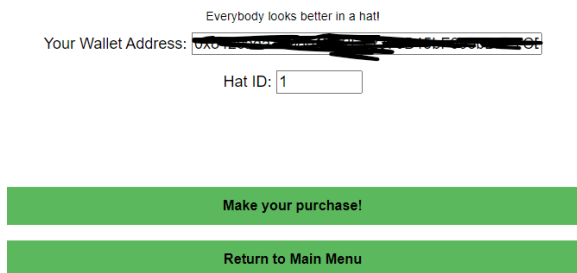 Everybody looks better in a hat!
Your Wallet Address:
Hat ID: 1
Make your purchase!
Return to Main Menu